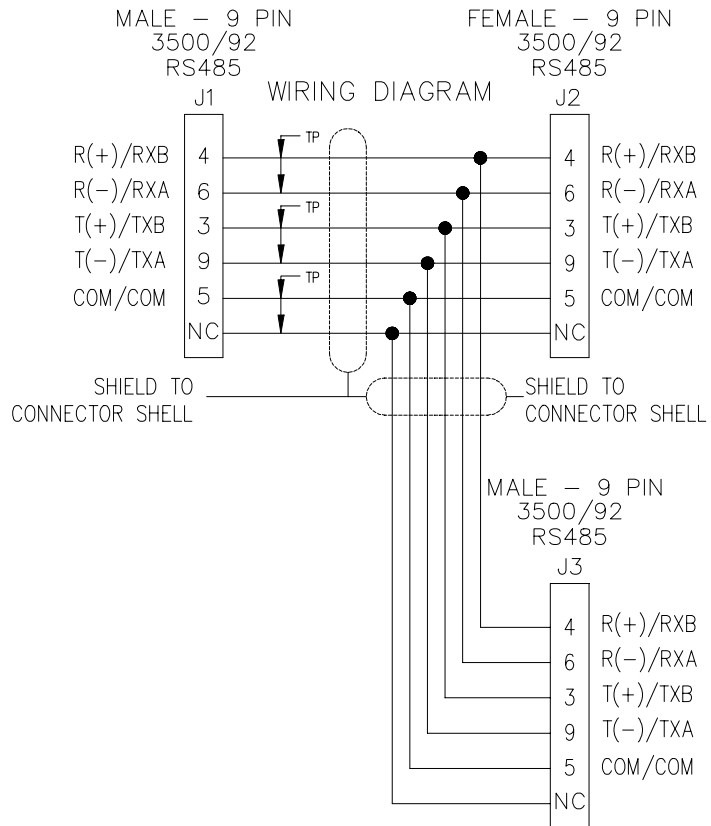 MALE - 9 PIN
3500/92
RS485
J1
FEMALE - 9 PIN
3500/92
RS485
J2
WIRING DIAGRAM
TP
R(+)/RXB 4
R(-)/RXA 6
TP
T(+)/TXB 3
T(-)/TXA 9
TP
COM/COM 5
NC
4 R(+)/RXB
6 R(-)/RXA
3 T(+)/TXB
9 T(-)/TXA
5 COM/COM
NC
SHIELD TO
CONNECTOR SHELL
SHIELD TO
CONNECTOR SHELL
MALE - 9 PIN
3500/92
RS485
J3
4 R(+)/RXB
6 R(-)/RXA
3 T(+)/TXB
9 T(-)/TXA
5 COM/COM
NC